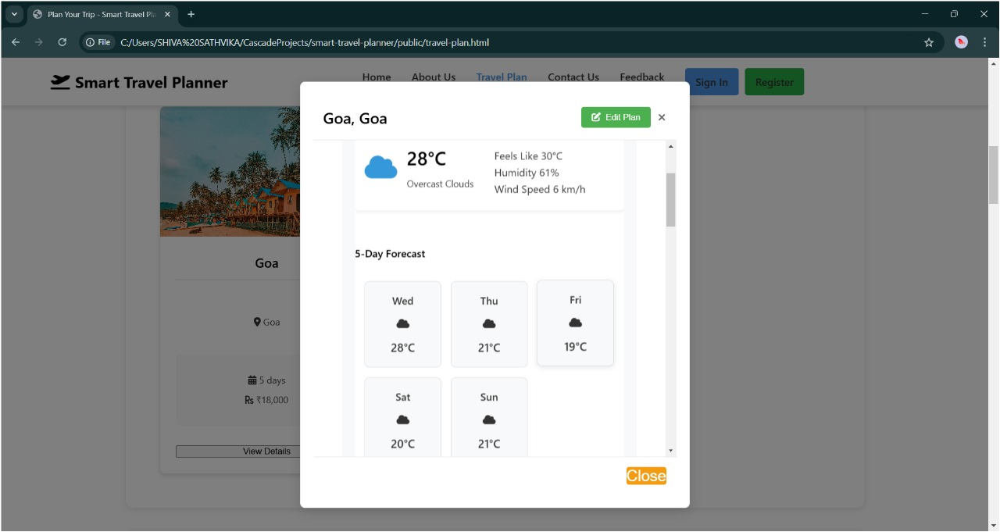 Plan Your Trip - Smart Travel Pla
File C:/Users/SHIVA%20SATHVIKA/CascadeProjects/smart-travel-planner/public/travel-plan.html
Smart Travel Planner
Home About Us Travel Plan Contact Us Feedback Sign In Register
Goa
Goa
5 days
Rs ₹18,000
View Details
Goa, Goa
Edit Plan
28°C
Overcast Clouds
Feels Like 30°C
Humidity 61%
Wind Speed 6 km/h
5-Day Forecast
Wed
28°C
Thu
21°C
Fri
19°C
Sat
20°C
Sun
21°C
Close